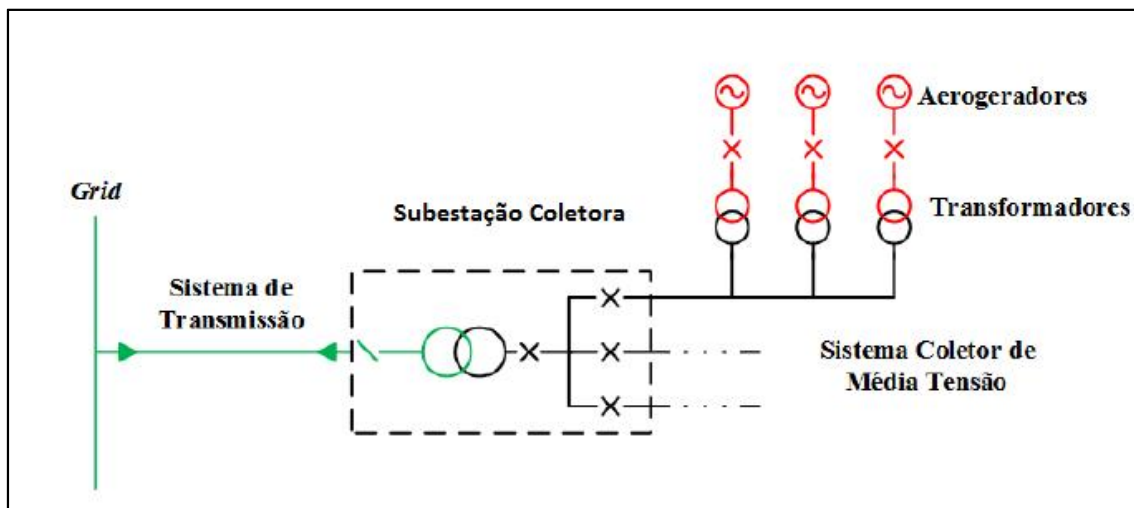 Aerogeradores
Grid
Transformadores
Subestação Coletora
Sistema de
Transmissão
Sistema Coletor de
Média Tensão